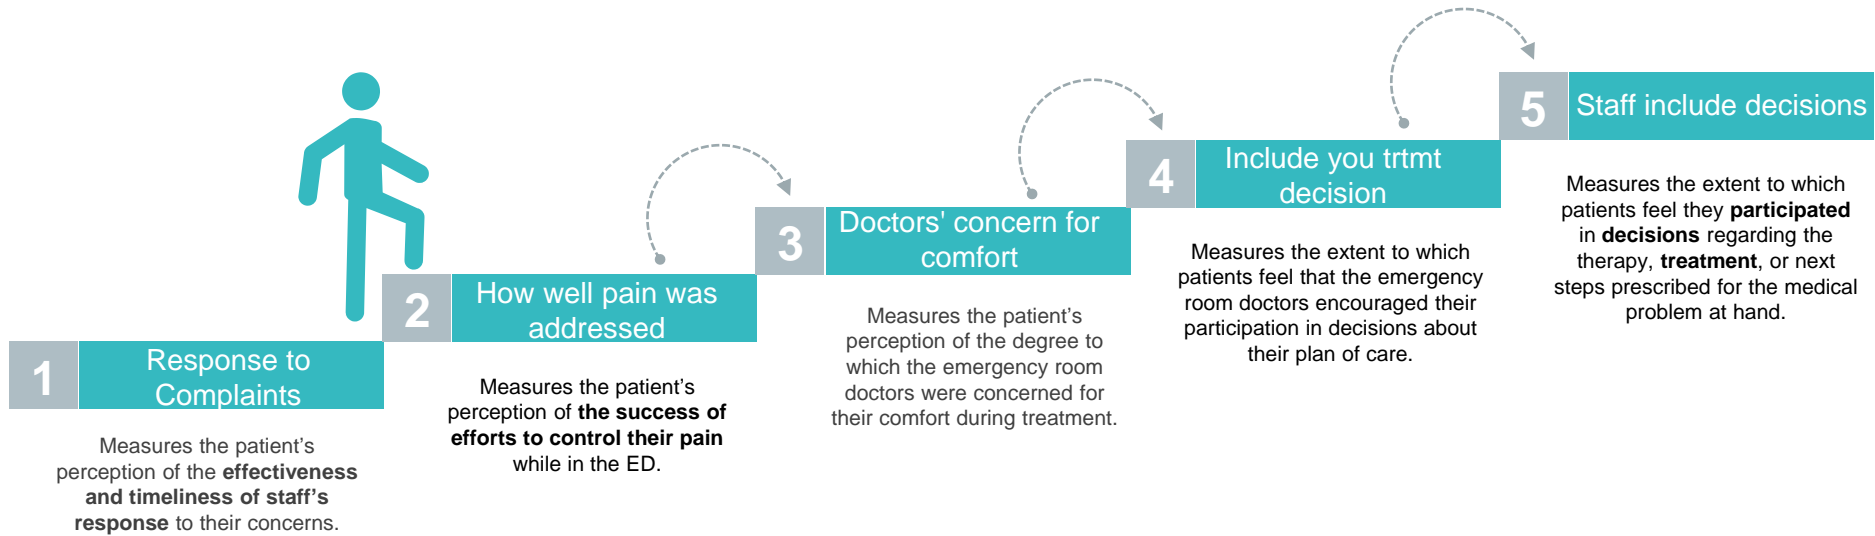 1
Response to
Complaints
Measures the patient's
perception of the effectiveness
and timeliness of staff's
response to their concerns.
2
How well pain was
addressed
Measures the patient's
perception of the success of
efforts to control their pain
while in the ED.
3
Doctors' concern for
comfort
Measures the patient's
perception of the degree to
which the emergency room
doctors were concerned for
their comfort during treatment.
4
Include you trtmt
decision
Measures the extent to which
patients feel that the emergency
room doctors encouraged their
participation in decisions about
their plan of care.
5
Staff include decisions
Measures the extent to which
patients feel they participated
in decisions regarding the
therapy, treatment, or next
steps prescribed for the medical
problem at hand.